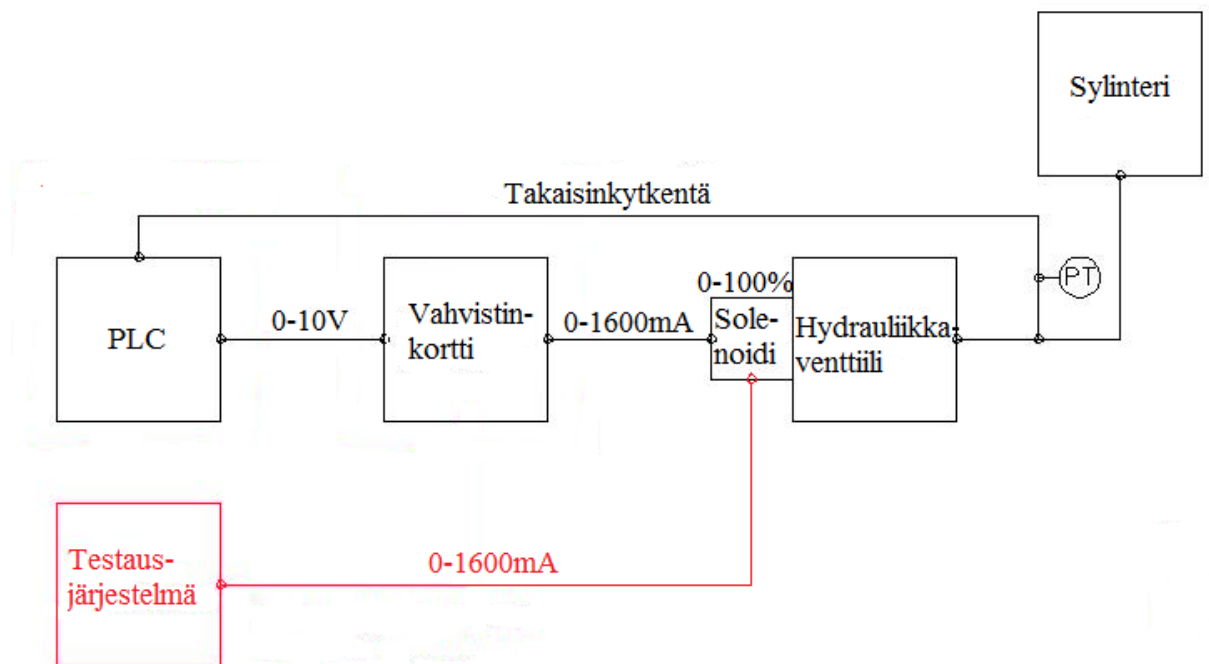 Sylinteri
Takaisinkytkentä
PT
0-100%
PLC
0-10V
Vahvistin-
kortti
0-1600mA
Sole-
noidi
Hydrauliikka-
venttiili
Testaus-
järjestelmä
0-1600mA